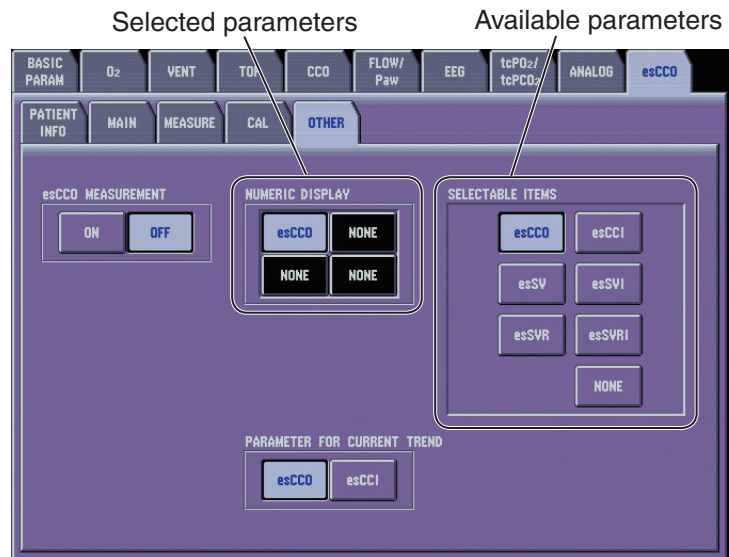 Selected parameters Available parameters
BASIC PARAM O2 VENT CCO FLOW/ Paw EEG tcPO2/ tcPCO2 ANALOG esCCO
PATIENT INFO MAIN MEASURE CAL OTHER
esCCO MEASUREMENT NUMERIC DISPLAY SELECTABLE ITEMS
ON OFF esCCO NONE esCCO esCCI
NONE NONE esSV esSVI
esSVR esSVRI
NONE
PARAMETER FOR CURRENT TREND
esCCO esCCI